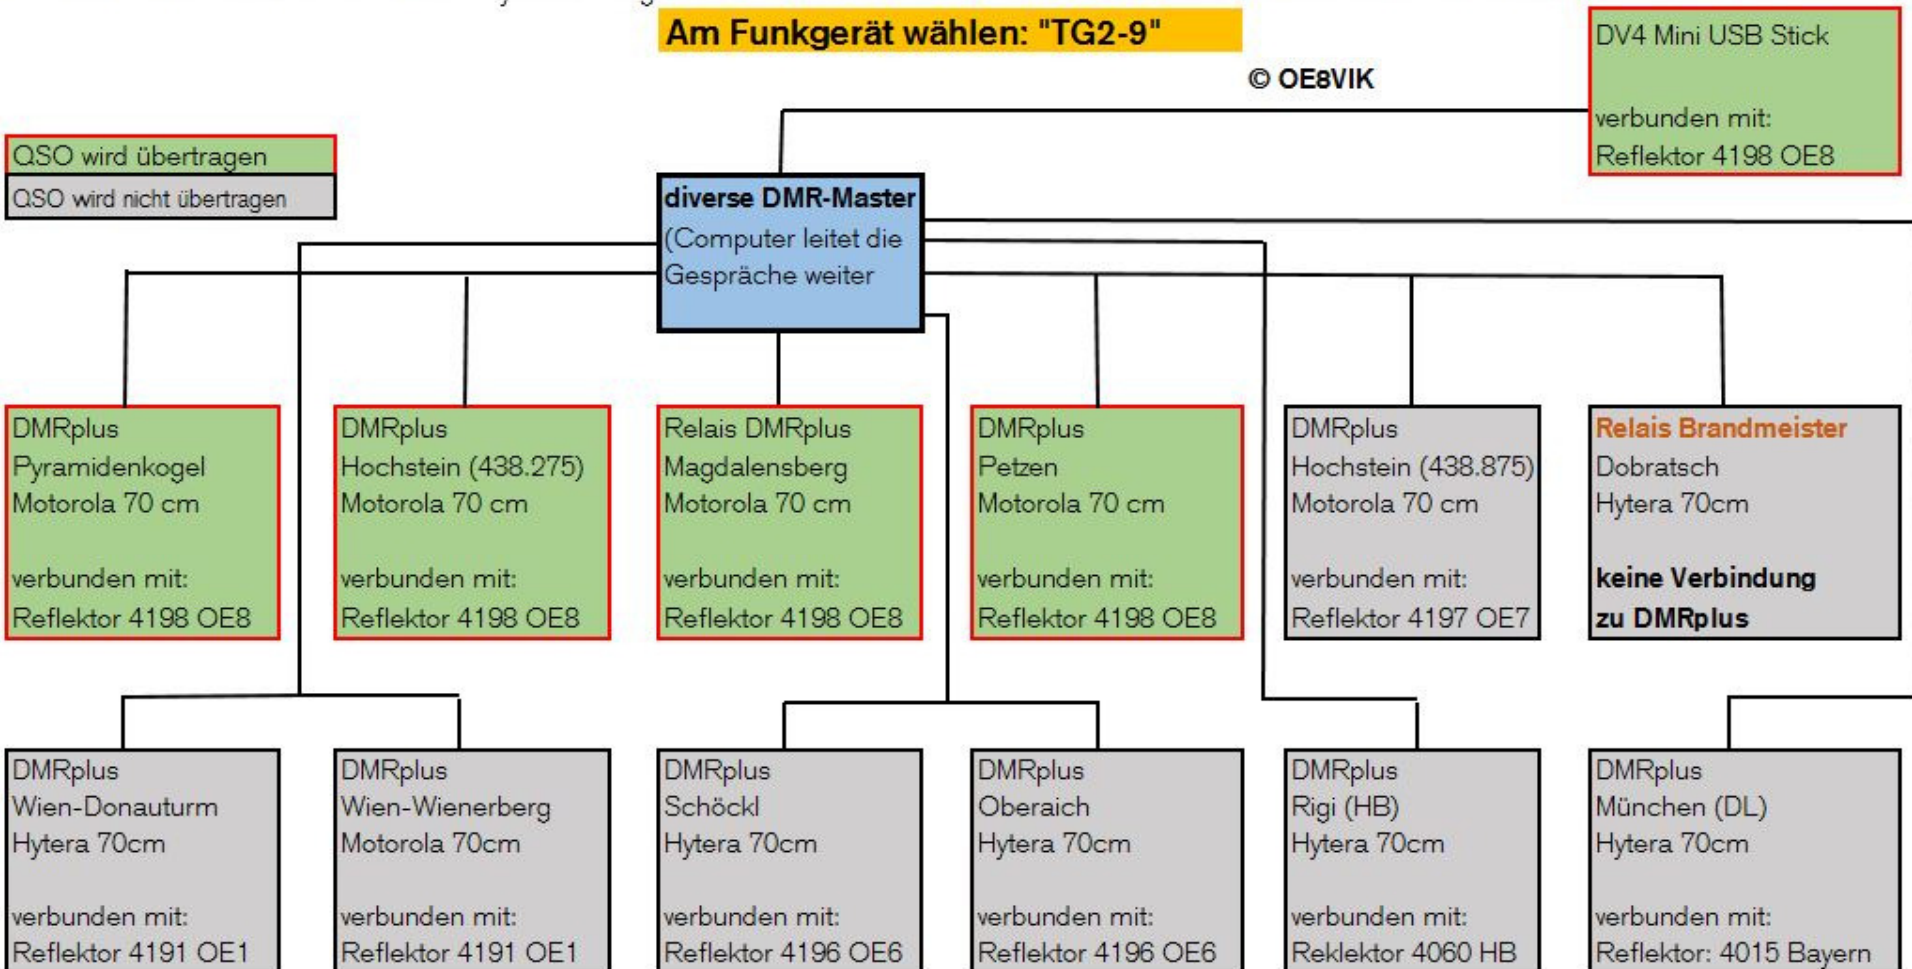 Am Funkgerät wählen: "TG2-9"
DV4 Mini USB Stick
verbunden mit:
Reflektor 4198 OE8
© OE8VIK
QSO wird übertragen
QSO wird nicht übertragen
diverse DMR-Master
(Computer leitet die
Gespräche weiter
DMRplus
Pyramidenkogel
Motorola 70 cm
verbunden mit:
Reflektor 4198 OE8
DMRplus
Hochstein (438.275)
Motorola 70 cm
verbunden mit:
Reflektor 4198 OE8
Relais DMRplus
Magdalensberg
Motorola 70 cm
verbunden mit:
Reflektor 4198 OE8
DMRplus
Petzen
Motorola 70 cm
verbunden mit:
Reflektor 4198 OE8
DMRplus
Hochstein (438.875)
Motorola 70 cm
verbunden mit:
Reflektor 4197 OE7
Relais Brandmeister
Dobratsch
Hytera 70cm
keine Verbindung
zu DMRplus
DMRplus
Wien-Donauturm
Hytera 70cm
verbunden mit:
Reflektor 4191 OE1
DMRplus
Wien-Wienerberg
Motorola 70cm
verbunden mit:
Reflektor 4191 OE1
DMRplus
Schöckl
Hytera 70cm
verbunden mit:
Reflektor 4196 OE6
DMRplus
Oberaich
Hytera 70cm
verbunden mit:
Reflektor 4196 OE6
DMRplus
Rigi (HB)
Hytera 70cm
verbunden mit:
Reklektor 4060 HB
DMRplus
München (DL)
Hytera 70cm
verbunden mit:
Reflektor: 4015 Bayern